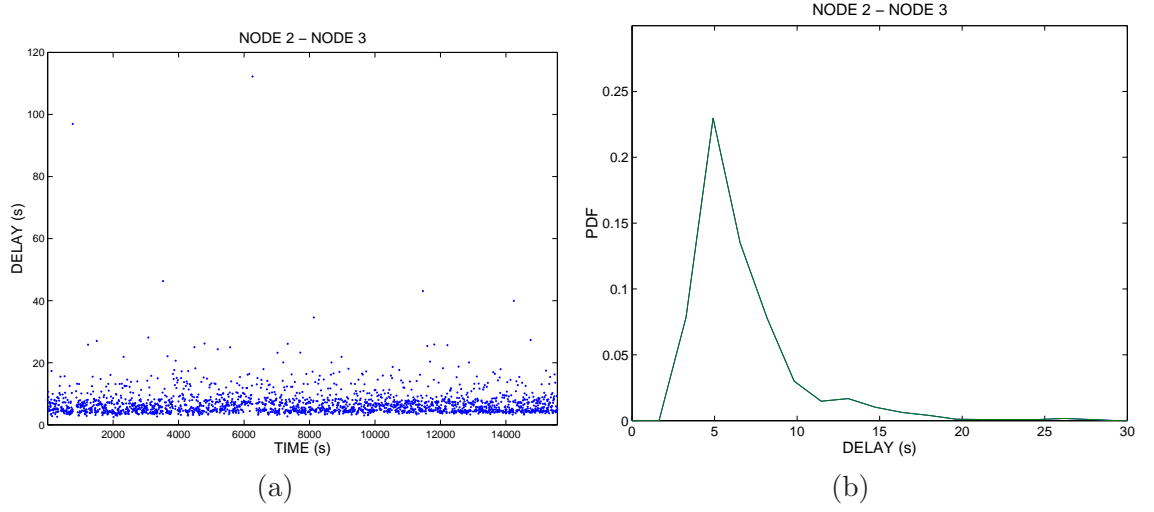 NODE 2 – NODE 3
120
100
80
60
40
20
0
2000 4000 6000 8000 10000 12000 14000
DELAY (s)
TIME (s)
(a)
NODE 2 – NODE 3
0.25
0.2
0.15
0.1
0.05
0
0 5 10 15 20 25 30
PDF
DELAY (s)
(b)